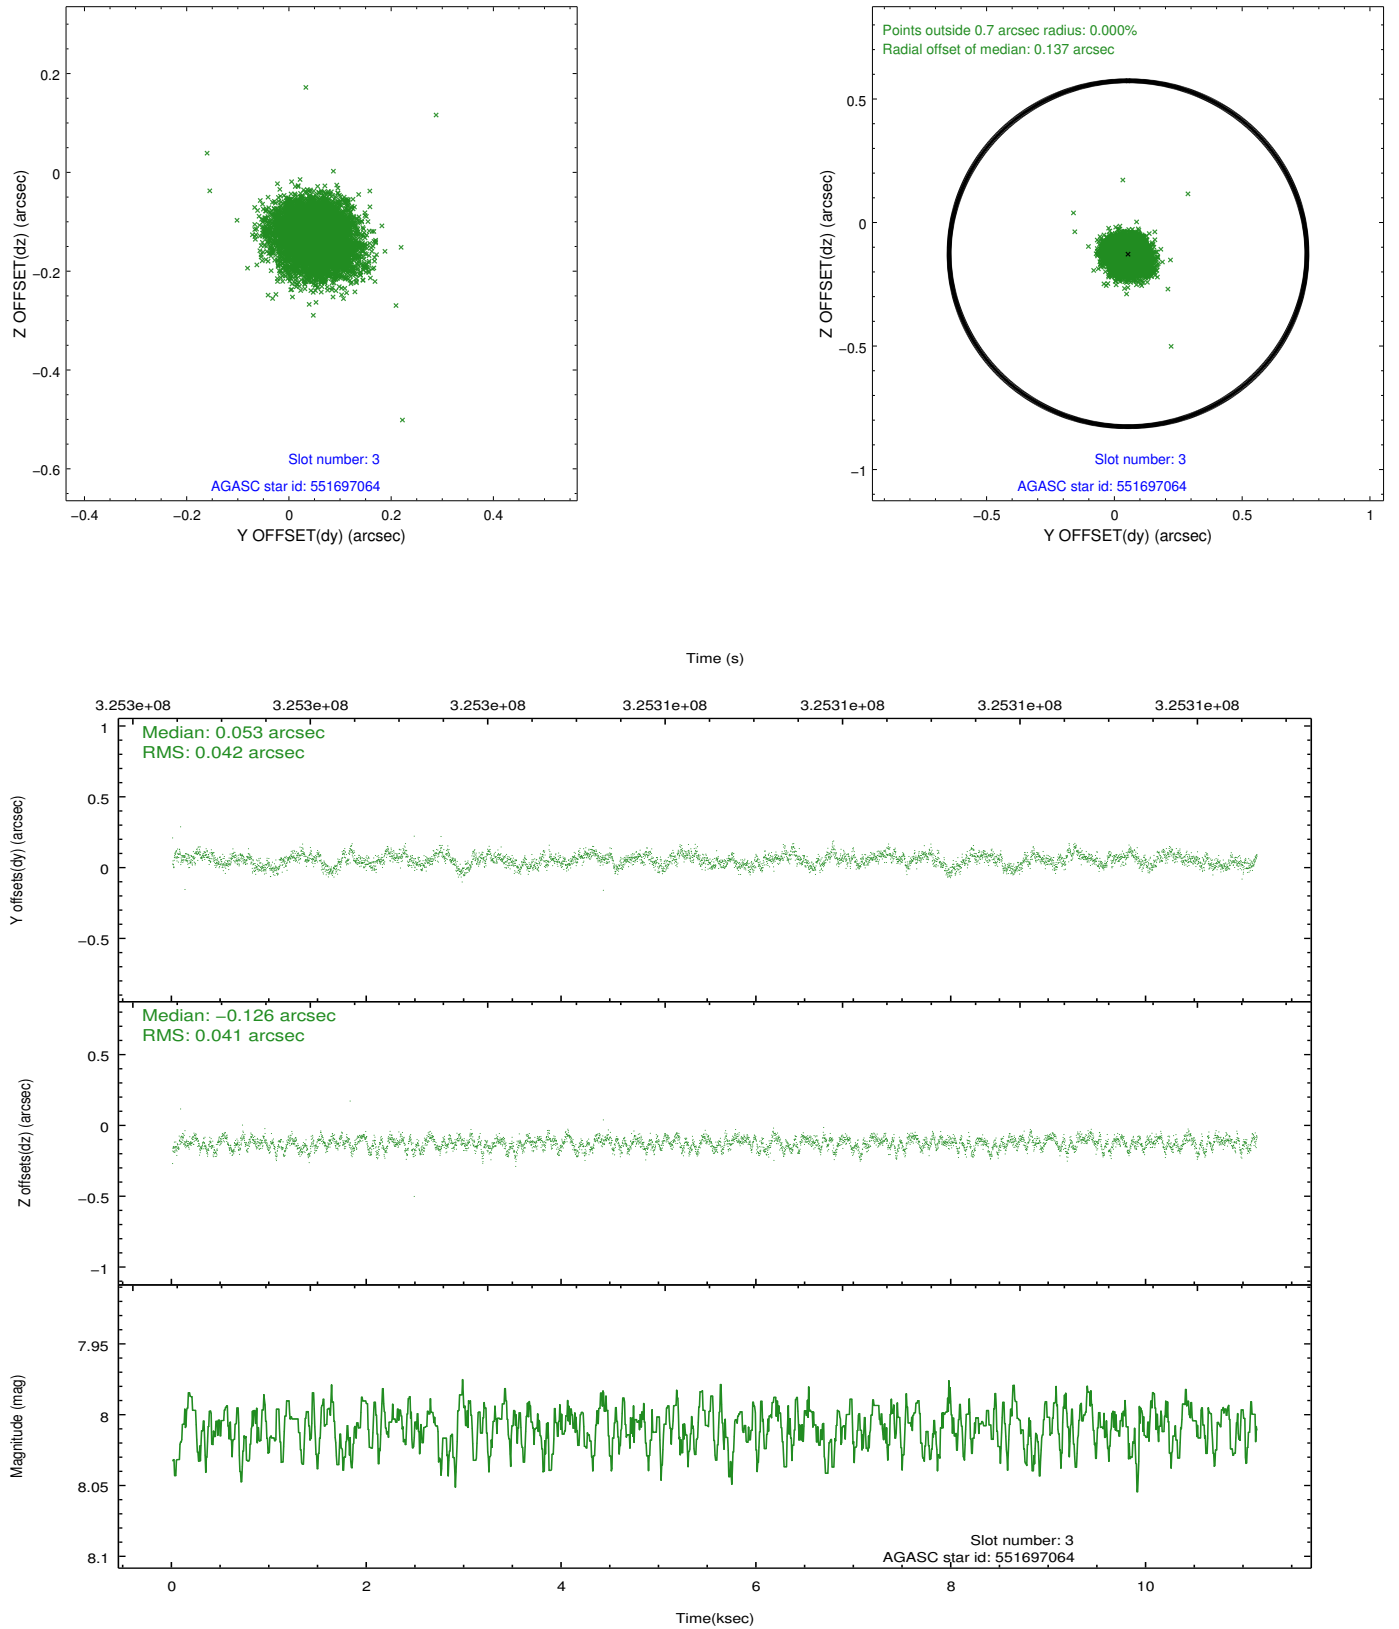 0.2
0
−0.2
−0.4
−0.6
Z OFFSET(dz) (arcsec)
Slot number: 3
AGASC star id: 551697064
−0.4 −0.2 0 0.2 0.4
Y OFFSET(dy) (arcsec)
Points outside 0.7 arcsec radius: 0.000%
Radial offset of median: 0.137 arcsec
0.5
0
−0.5
−1
Z OFFSET(dz) (arcsec)
Slot number: 3
AGASC star id: 551697064
−0.5 0 0.5 1
Y OFFSET(dy) (arcsec)
Time (s)
3.253e+08 3.253e+08 3.253e+08 3.2531e+08 3.2531e+08 3.2531e+08 3.2531e+08
Median: 0.053 arcsec
RMS: 0.042 arcsec
1
0.5
0
−0.5
Y offsets(dy) (arcsec)
Median: −0.126 arcsec
RMS: 0.041 arcsec
0.5
0
−0.5
−1
Z offsets(dz) (arcsec)
7.95
8
8.05
8.1
Magnitude (mag)
Slot number: 3
AGASC star id: 551697064
0 2 4 6 8 10
Time(ksec)